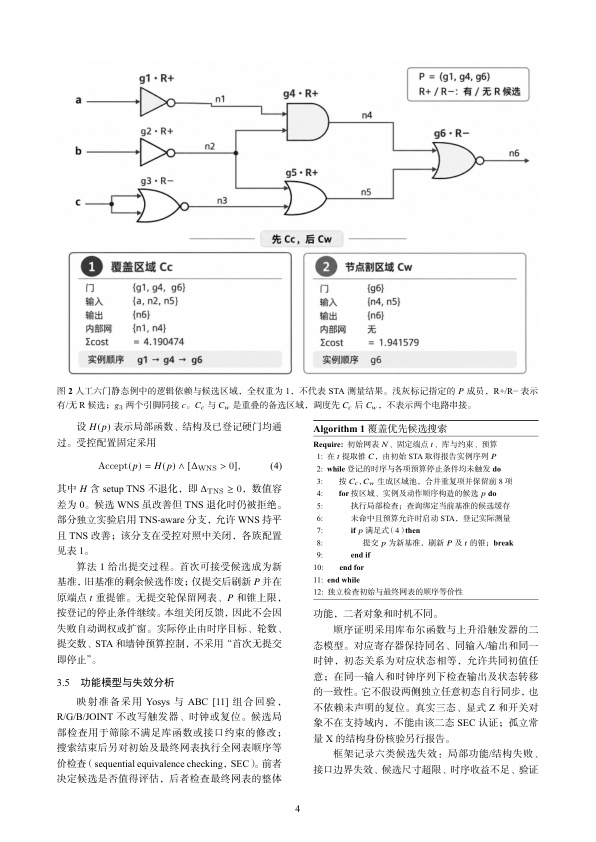 g1・R+
g4・R+
P = (g1, g4, g6)
R+ / R−: 有 / 无 R 候选
a
n1
n4
g2・R+
g6・R−
b
n2
n6
g3・R−
g5・R+
c
n3
n5
先 Cc，后 Cw
1 覆盖区域 Cc
门 {g1, g4, g6}
输入 {a, n2, n5}
输出 {n6}
内部网 {n1, n4}
Σcost = 4.190474
实例顺序 g1 → g4 → g6
2 节点割区域 Cw
门 {g6}
输入 {n4, n5}
输出 {n6}
内部网 无
Σcost = 1.941579
实例顺序 g6
图 2 人工六门静态例中的逻辑依赖与候选区域，全权重为 1，不代表 STA 测量结果。浅灰标记指定的 P 成员，R+/R− 表示
有/无 R 候选；g3 两个引脚同接 c。Cc 与 Cw 是重叠的备选区域，调度先 Cc 后 Cw，不表示两个电路串接。
设 H(p) 表示局部函数、结构及已登记硬门均通
过。受控配置固定采用
Accept(p) = H(p) ∧ [ΔWNS > 0], (4)
其中 H 含 setup TNS 不退化，即 ΔTNS ≥ 0，数值容
差为 0。候选 WNS 虽改善但 TNS 退化时仍被拒绝。
部分独立实验启用 TNS-aware 分支，允许 WNS 持平
且 TNS 改善；该分支在受控对照中关闭，各族配置
见表 1。
算法 1 给出提交过程。首次可接受候选成为新
基准，旧基准的剩余候选作废；仅提交后刷新 P 并在
原端点 t 重提锥。无提交轮保留网表、P 和锥上限，
按登记的停止条件继续。本组关闭反馈，因此不会因
失败自动调权或扩窗。实际停止由时序目标、轮数、
提交数、STA 和墙钟预算控制，不采用“首次无提交
即停止”。
3.5 功能模型与失效分析
映射准备采用 Yosys 与 ABC [11] 组合回验，
R/G/B/JOINT 不改写触发器、时钟或复位。候选局
部检查用于筛除不满足库函数或接口约束的修改；
搜索结束后另对初始及最终网表执行全网表顺序等
价检查（sequential equivalence checking，SEC）。前者
决定候选是否值得评估，后者检查最终网表的整体
Algorithm 1 覆盖优先候选搜索
Require: 初始网表 N、固定端点 t、库与约束、预算
1: 在 t 提取锥 C，由初始 STA 取得报告实例序列 P
2: while 登记的时序与各项预算停止条件均未触发 do
3: 按 Cc, Cw 生成区域池，合并重复项并保留前 8 项
4: for 按区域、实例及动作顺序构造的候选 p do
5: 执行局部检查；查询绑定当前基准的候选缓存
6: 未命中且预算允许时启动 STA，登记实际测量
7: if p 满足式（4）then
8: 提交 p 为新基准，刷新 P 及 t 的锥；break
9: end if
10: end for
11: end while
12: 独立检查初始与最终网表的顺序等价性
功能，二者对象和时机不同。
顺序证明采用库布尔函数与上升沿触发器的二
态模型。对应寄存器保持同名、同输入/输出和同一
时钟，初态关系为对应状态相等，允许共同初值任
意；在同一输入和时钟序列下检查输出及状态转移
的一致性。它不假设两侧独立任意初态自行同步，也
不依赖未声明的复位。真实三态、显式 Z 和开关对
象不在支持域内，不能由该二态 SEC 认证；孤立常
量 X 的结构身份核验另行报告。
框架记录六类候选失效：局部功能/结构失败、
接口边界失效、候选尺寸超限、时序收益不足、验证
4